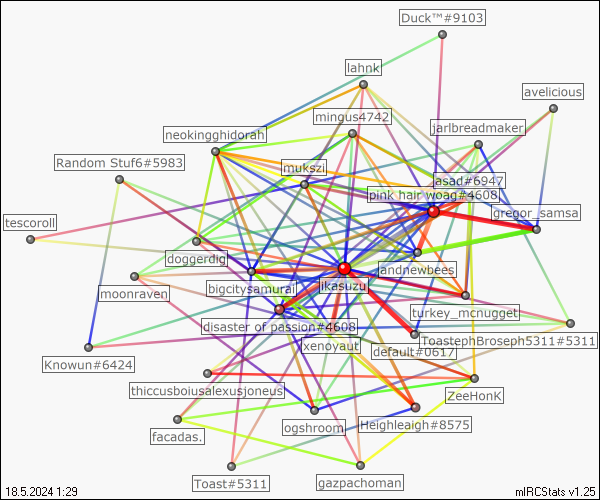 Duck™#9103
lahnk
avelicious
mingus4742
jarlbreadmaker
neokingghidorah
Random Stuf6#5983
mukszi
asad#6947
pink hair woag#4608
gregor_samsa
tescoroll
doggerdig
andnewbees
moonraven
bigcitysamurai
ikasuzu
turkey_mcnugget
disaster of passion#4608
ToastephBroseph5311#5311
xenoyaut
default#0617
Knowun#6424
thiccusboiusalexusjoneus
ZeeHonK
ogshroom
Heighleaigh#8575
facadas.
Toast#5311
gazpachoman
18.5.2024 1:29
mIRCStats v1.25